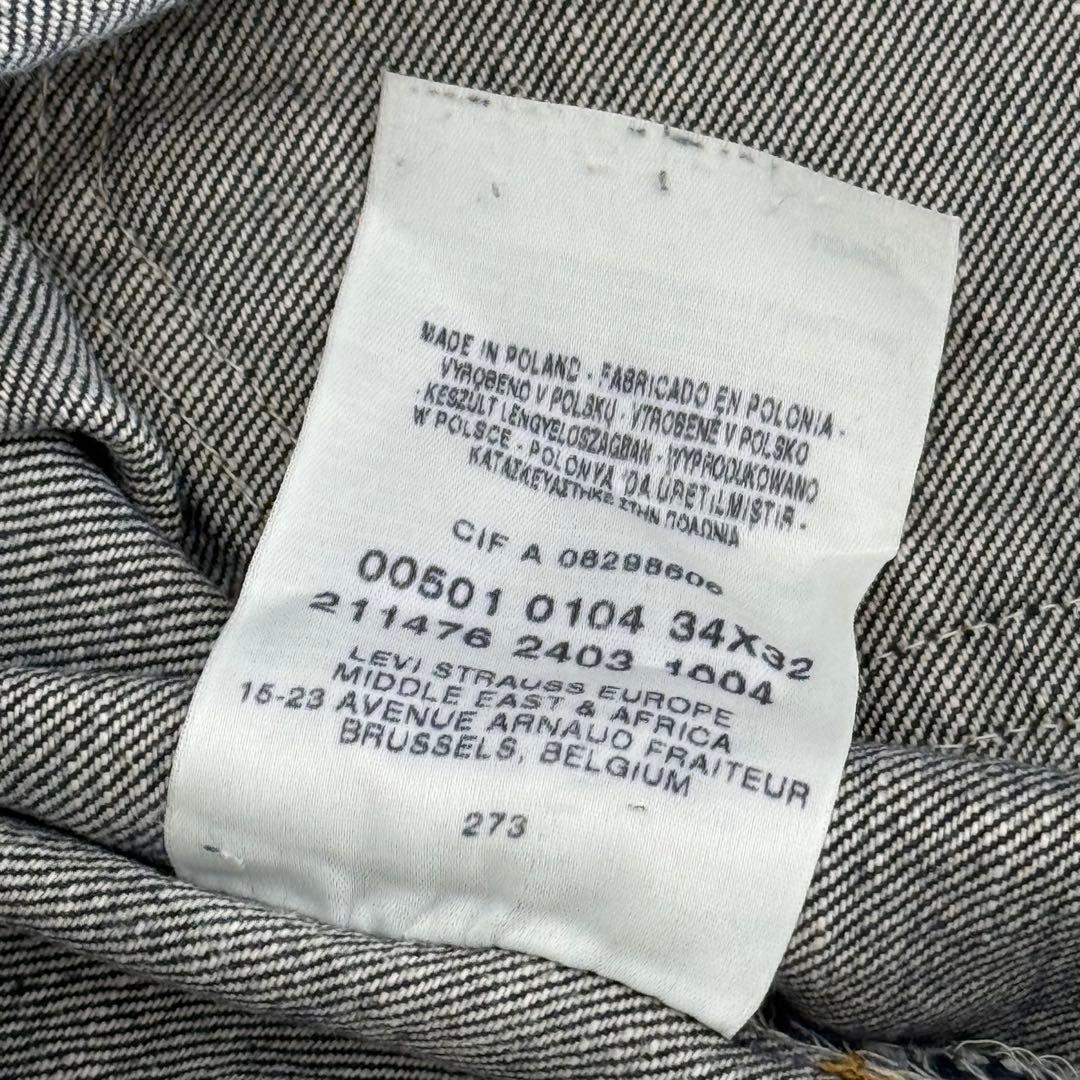 MADE IN POLAND - FABRICADO EN POLONIA -
VYROBENO V POLSKU - VYROBENE V POLSKO
- KESZULT LENGYELOSZAGBAN - WYPRODUKOWANO
W POLSCE - POLONYA 'DA URETILMISTIR -
ΚΑΤΑΣΚΕΥΑΣΤΗΚΕ ΣΤΗΝ ΠΟΛΩΝΙΑ
CIF A 08298606
00501 0104 34X32
211476 2403 1004
LEVI STRAUSS EUROPE
MIDDLE EAST & AFRICA
15-23 AVENUE ARNAUD FRAITEUR
BRUSSELS, BELGIUM
273